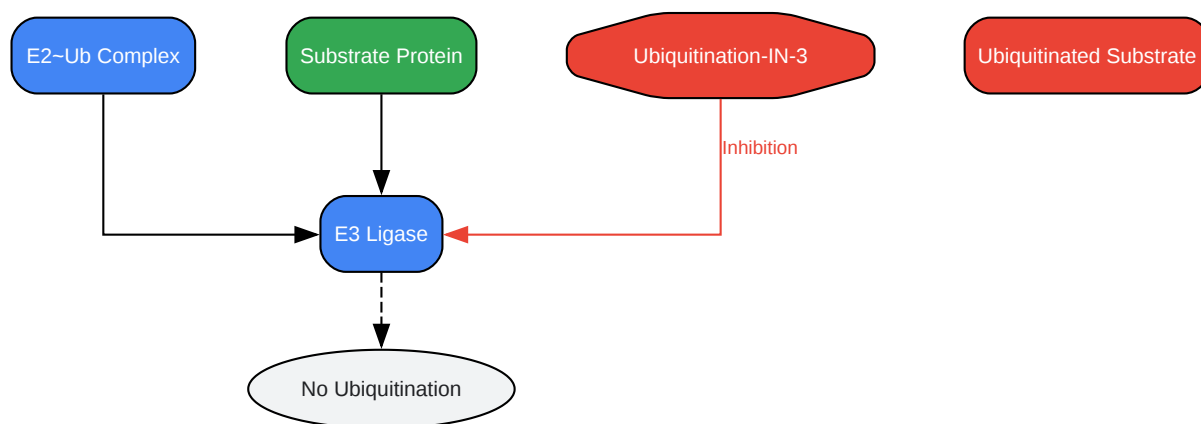 E2~Ub Complex
Substrate Protein
Ubiquitination-IN-3
Ubiquitinated Substrate
Inhibition
E3 Ligase
No Ubiquitination